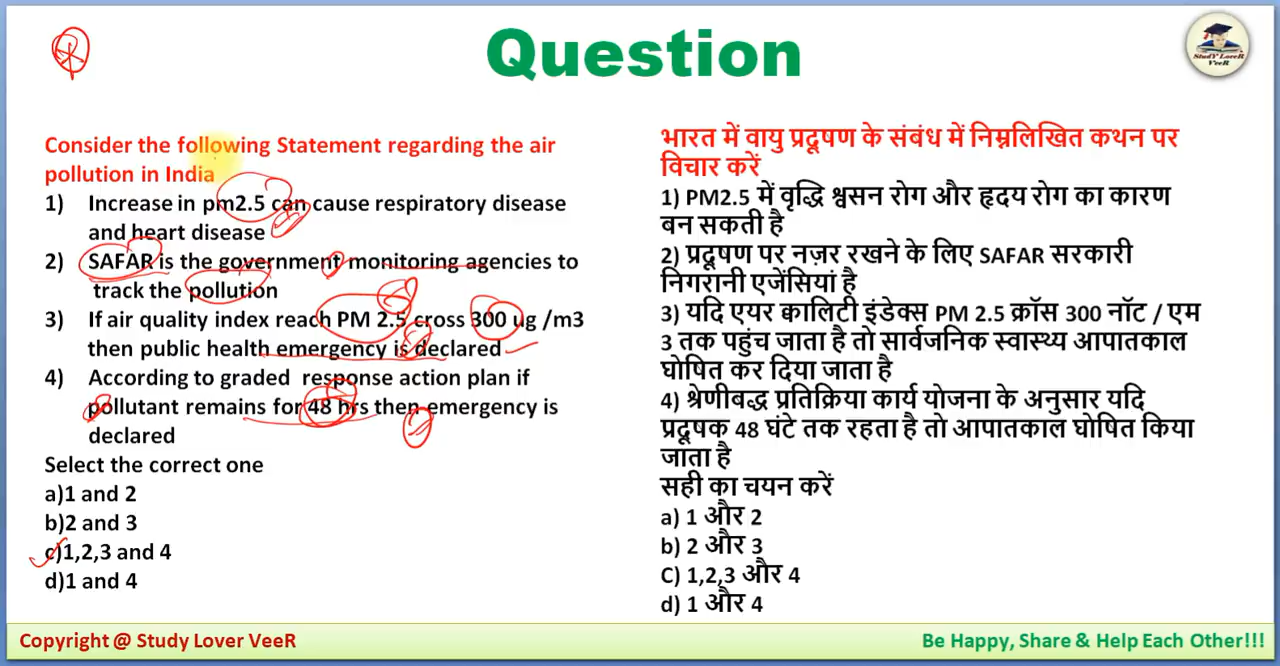 Question
StudY LoveR
VeeR
Consider the following Statement regarding the air
pollution in India
1) Increase in pm2.5 can cause respiratory disease
and heart disease
2) SAFAR is the government monitoring agencies to
track the pollution
3) If air quality index reach PM 2.5 cross 300 ug /m3
then public health emergency is declared
4) According to graded response action plan if
pollutant remains for 48 hrs then emergency is
declared
Select the correct one
a)1 and 2
b)2 and 3
c)1,2,3 and 4
d)1 and 4
भारत में वायु प्रदूषण के संबंध में निम्नलिखित कथन पर
विचार करें
1) PM2.5 में वृद्धि श्वसन रोग और हृदय रोग का कारण
बन सकती है
2) प्रदूषण पर नज़र रखने के लिए SAFAR सरकारी
निगरानी एजेंसियां है
3) यदि एयर क्वालिटी इंडेक्स PM 2.5 क्रॉस 300 नॉट / एम
3 तक पहुंच जाता है तो सार्वजनिक स्वास्थ्य आपातकाल
घोषित कर दिया जाता है
4) श्रेणीबद्ध प्रतिक्रिया कार्य योजना के अनुसार यदि
प्रदूषक 48 घंटे तक रहता है तो आपातकाल घोषित किया
जाता है
सही का चयन करें
a) 1 और 2
b) 2 और 3
C) 1,2,3 और 4
d) 1 और 4
Copyright @ Study Lover VeeR
Be Happy, Share & Help Each Other!!!